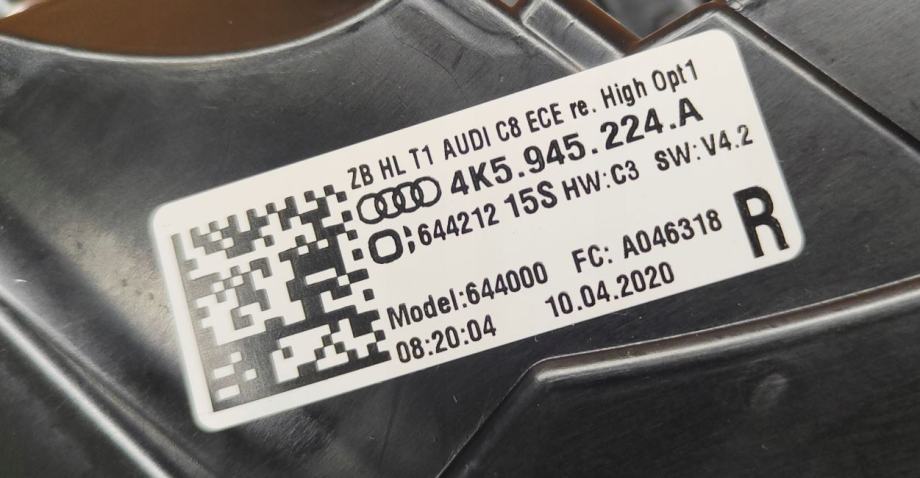 ZB HL T1 AUDI C8 ECE re. High Opt1
4K5.945.224.A
644212 15S HW:C3 SW:V4.2
R
Model:644000 FC: A046318
08:20:04 10.04.2020